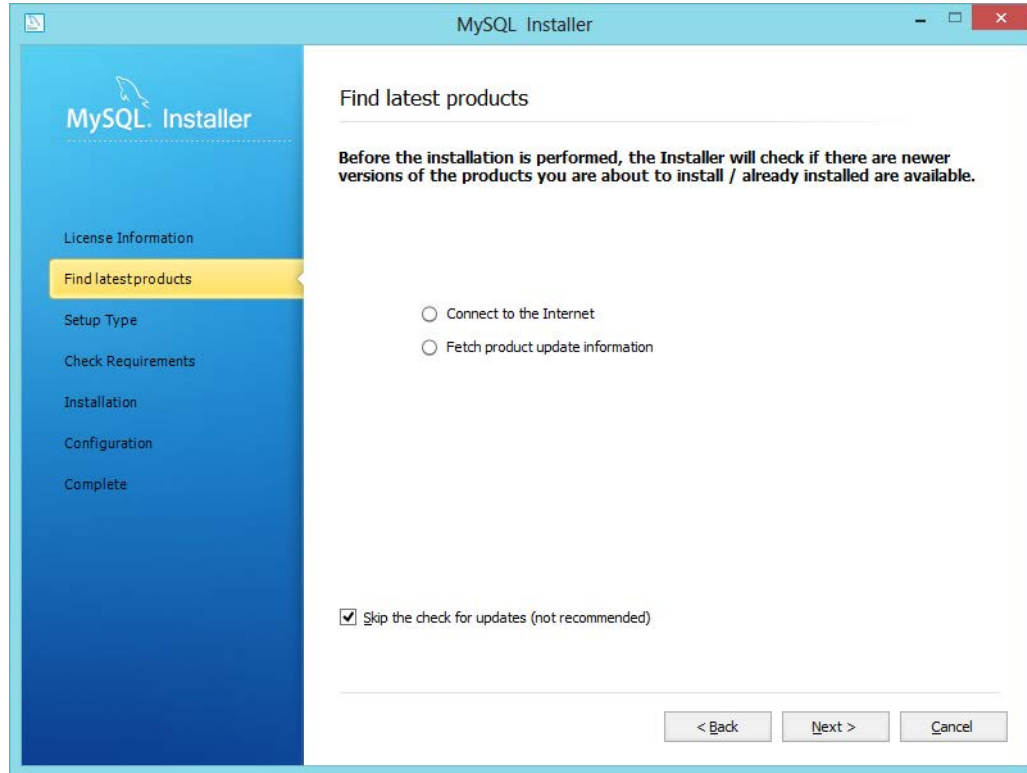 MySQL Installer
MySQL. Installer
License Information
Find latest products
Setup Type
Check Requirements
Installation
Configuration
Complete
Find latest products
Before the installation is performed, the Installer will check if there are newer
versions of the products you are about to install / already installed are available.
Connect to the Internet
Fetch product update information
Skip the check for updates (not recommended)
< Back
Next >
Cancel